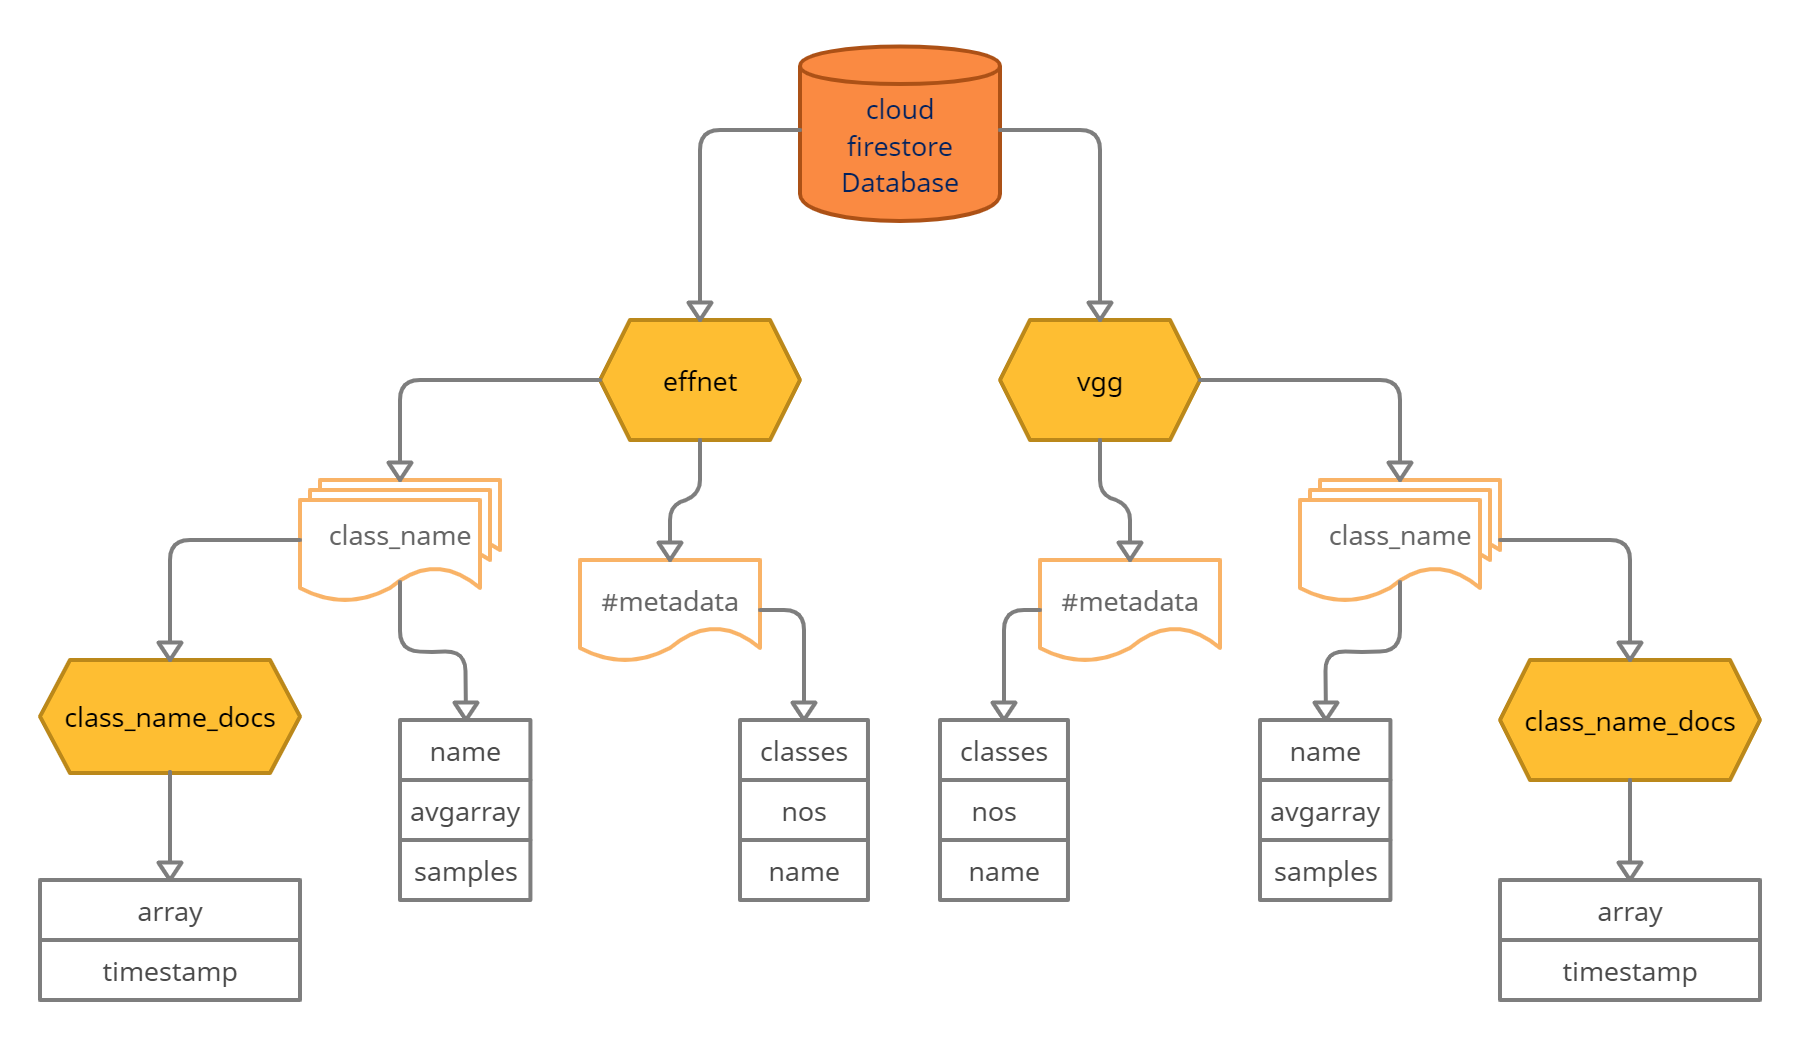 cloud
firestore
Database
effnet
vgg
class_name
#metadata
#metadata
class_name
class_name_docs
name
avgarray
samples
classes
nos
name
classes
nos
name
name
avgarray
samples
class_name_docs
array
timestamp
array
timestamp